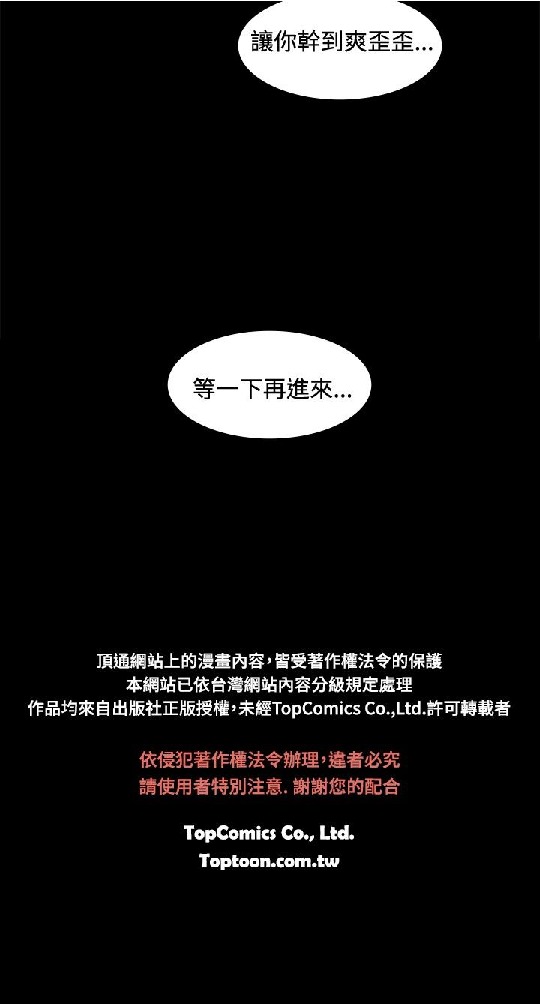 讓你幹到爽歪歪...
等一下再進來...
頂通網站上的漫畫內容，皆受著作權法令的保護
本網站已依台灣網站內容分級規定處理
作品均來自出版社正版授權，未經TopComics Co.,Ltd.許可轉載者
依侵犯著作權法令辦理，違者必究
請使用者特別注意. 謝謝您的配合
TopComics Co., Ltd.
Toptoon.com.tw